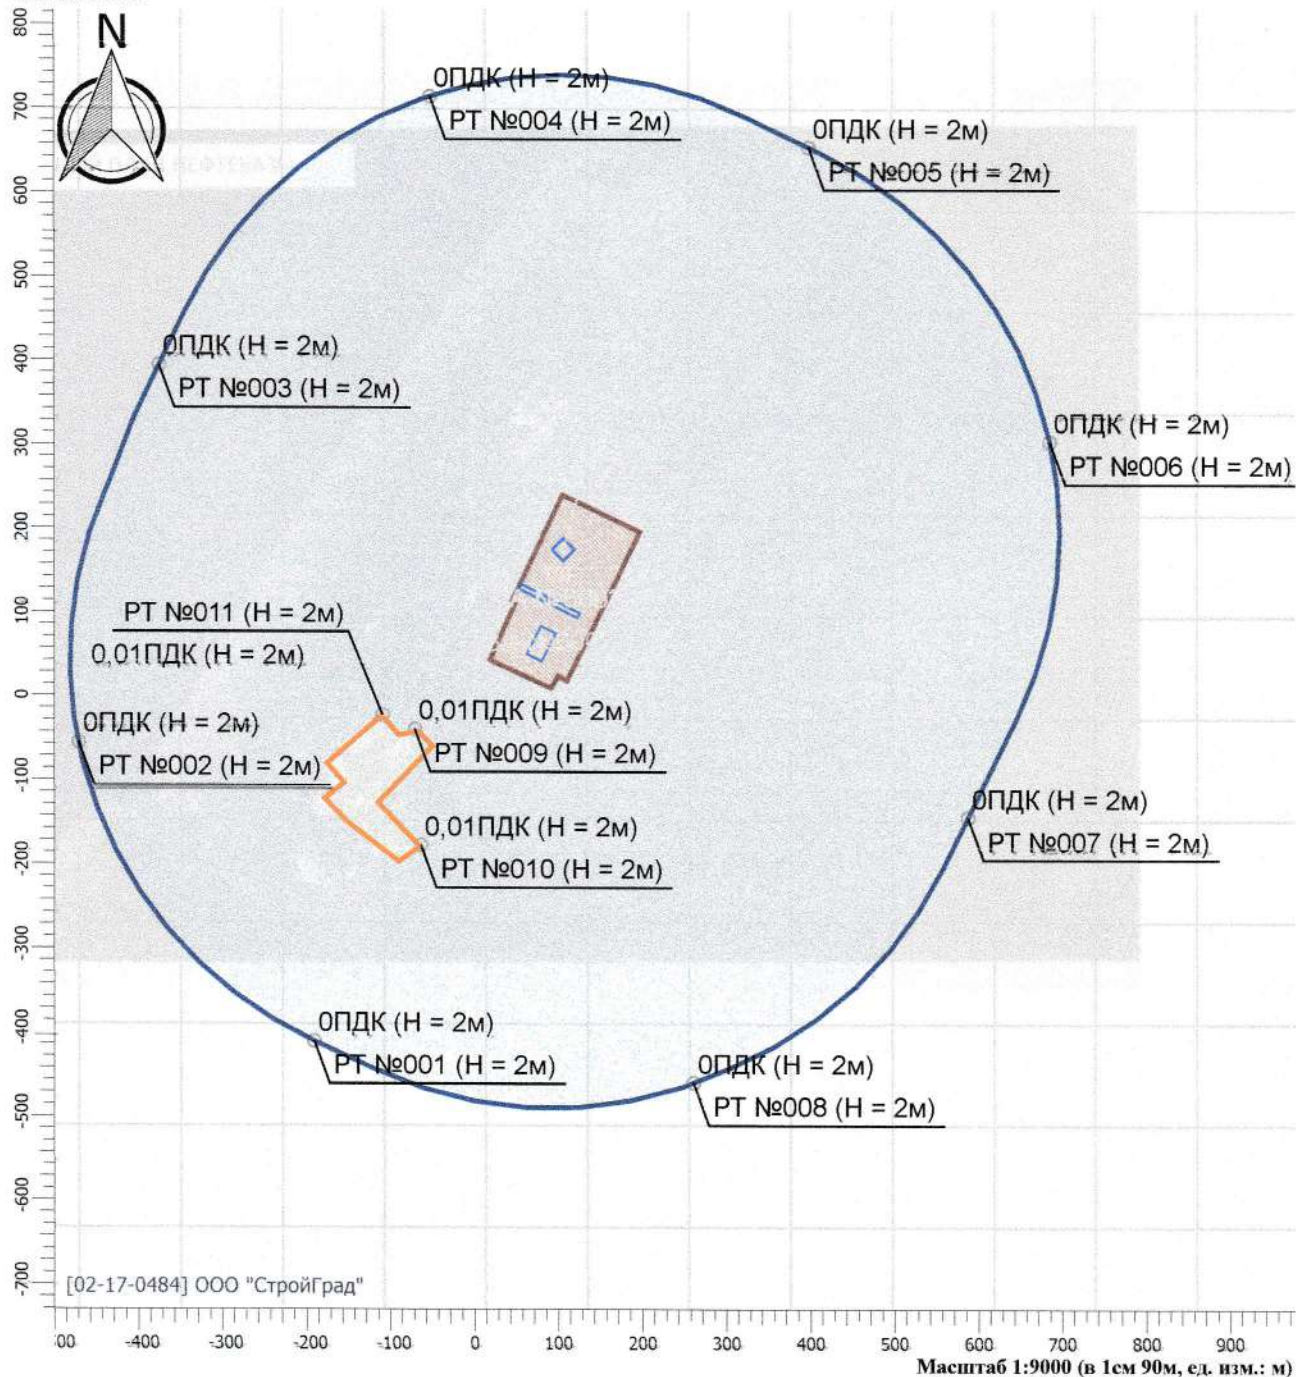 N
800
700
600
500
400
300
200
100
0
-100
-200
-300
-400
-500
-600
-700
0ПДК (Н = 2м)
РТ №004 (Н = 2м)
0ПДК (Н = 2м)
РТ №005 (Н = 2м)
0ПДК (Н = 2м)
РТ №003 (Н = 2м)
0ПДК (Н = 2м)
РТ №006 (Н = 2м)
РТ №011 (Н = 2м)
0,01ПДК (Н = 2м)
0ПДК (Н = 2м)
РТ №002 (Н = 2м)
0,01ПДК (Н = 2м)
РТ №009 (Н = 2м)
0ПДК (Н = 2м)
РТ №007 (Н = 2м)
0,01ПДК (Н = 2м)
РТ №010 (Н = 2м)
0ПДК (Н = 2м)
РТ №001 (Н = 2м)
0ПДК (Н = 2м)
РТ №008 (Н = 2м)
[02-17-0484] ООО "СтройГрад"
-400 -300 -200 -100 0 100 200 300 400 500 600 700 800 900
Масштаб 1:9000 (в 1см 90м, ед. изм.: м)